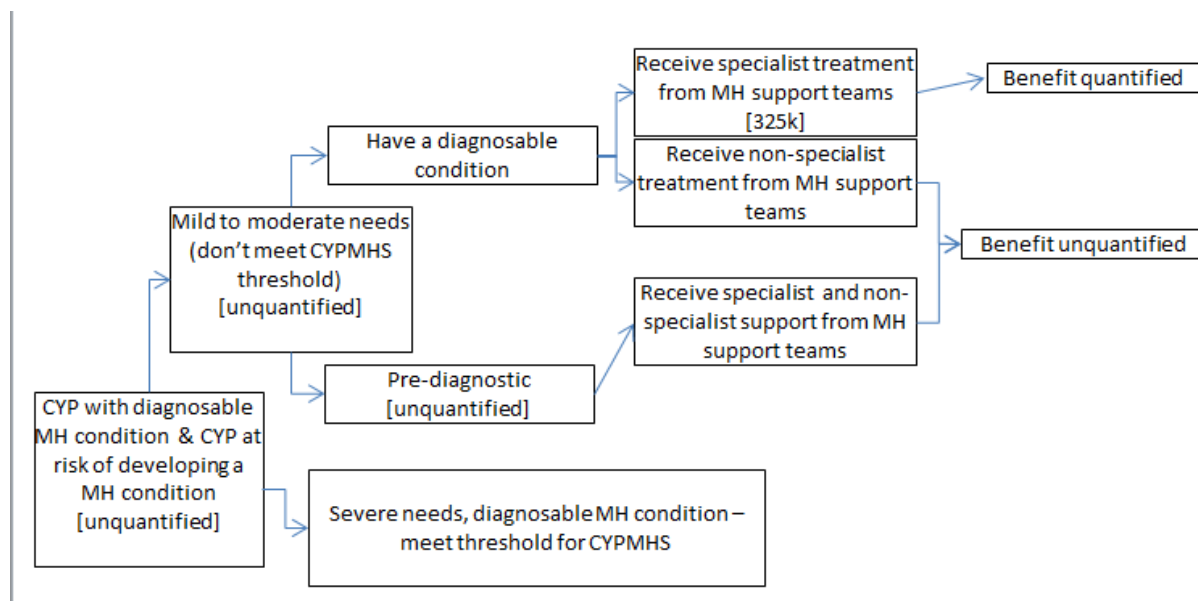 Receive specialist treatment
from MH support teams
[325k]
Benefit quantified
Have a diagnosable
condition
Receive non-specialist
treatment from MH support
teams
Mild to moderate needs
(don’t meet CYPMHS
threshold)
[unquantified]
Benefit unquantified
Receive specialist and non-
specialist support from MH
support teams
Pre-diagnostic
[unquantified]
CYP with diagnosable
MH condition & CYP at
risk of developing a
MH condition
[unquantified]
Severe needs, diagnosable MH condition –
meet threshold for CYPMHS